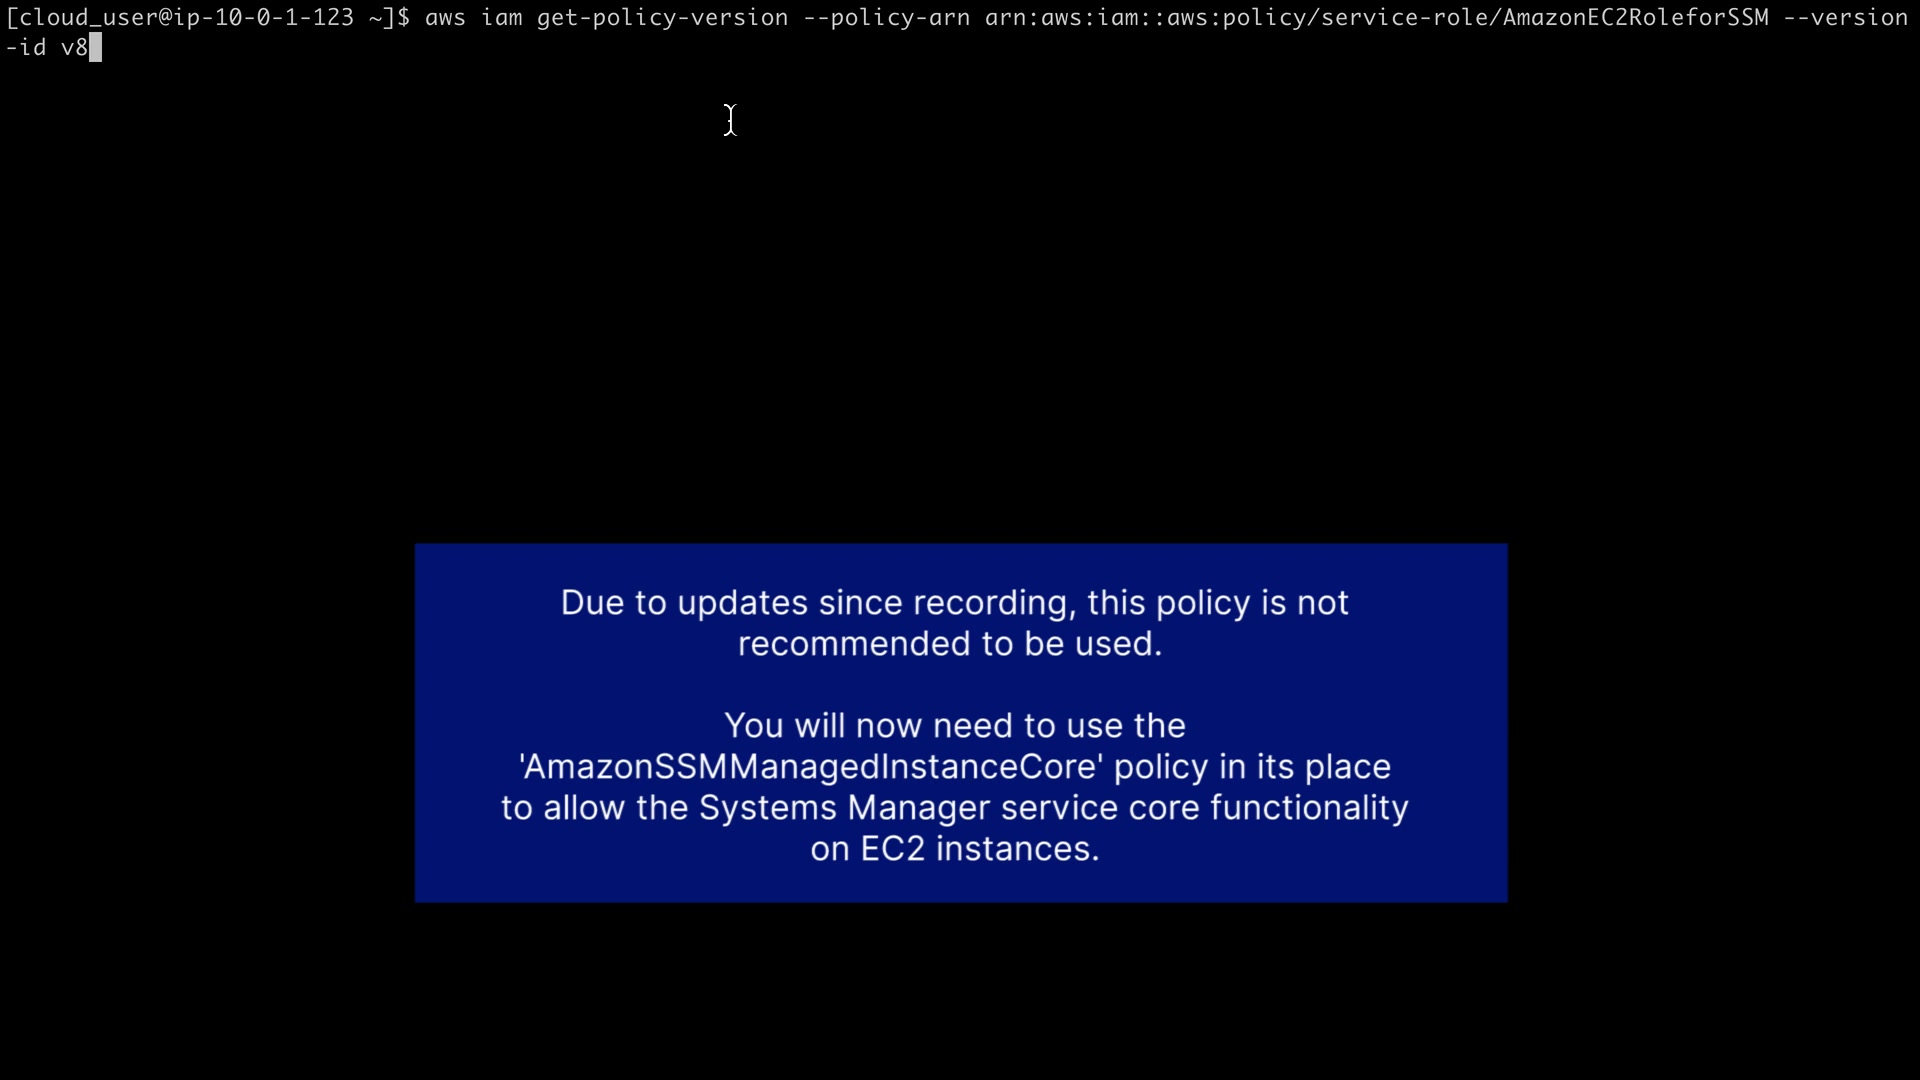 [cloud_user@ip-10-0-1-123 ~]$ aws iam get-policy-version --policy-arn arn:aws:iam::aws:policy/service-role/AmazonEC2RoleforSSM --version
-id v8
Due to updates since recording, this policy is not
recommended to be used.
You will now need to use the
'AmazonSSMManagedInstanceCore' policy in its place
to allow the Systems Manager service core functionality
on EC2 instances.